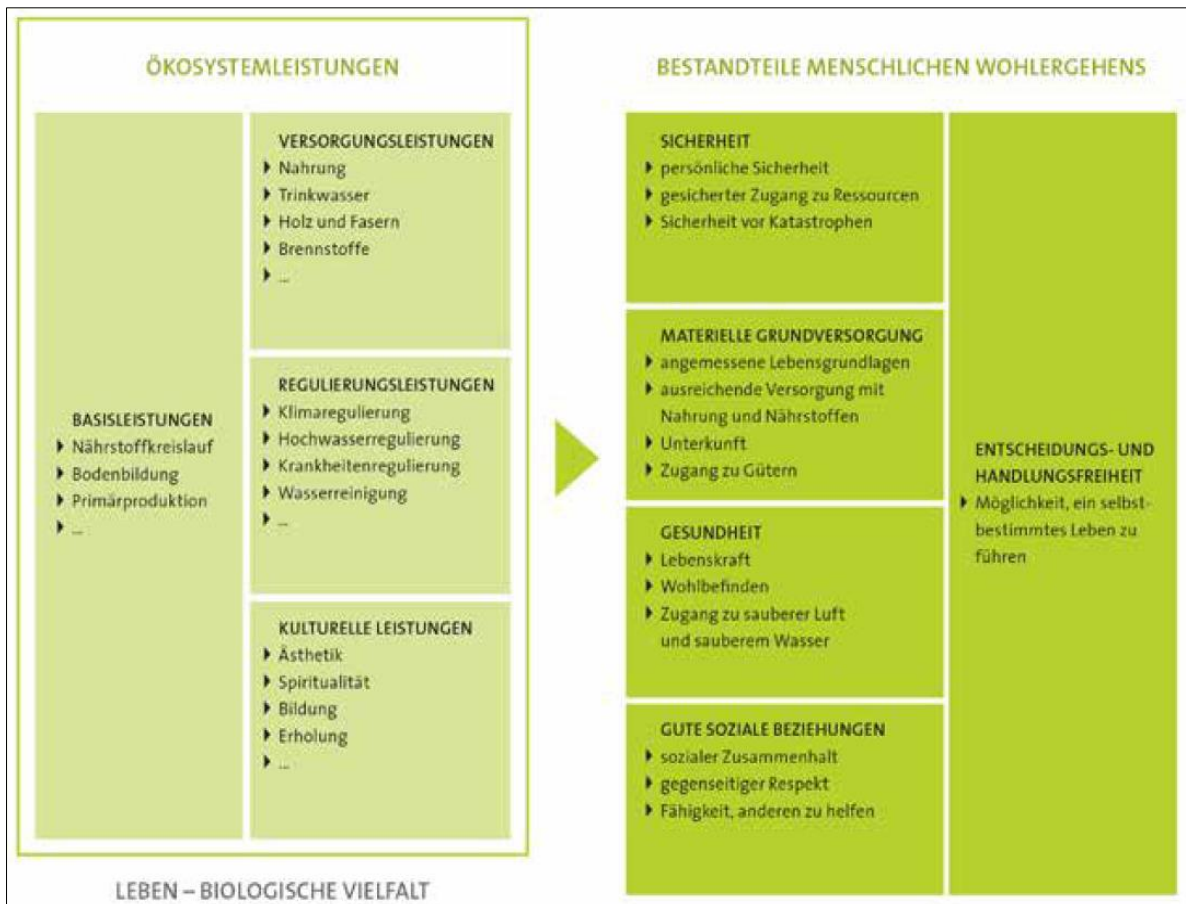 ÖKOSYSTEMLEISTUNGEN
BASISLEISTUNGEN
Nährstoffkreislauf
Bodenbildung
Primärproduktion
...
VERSORGUNGSLEISTUNGEN
Nahrung
Trinkwasser
Holz und Fasern
Brennstoffe
...
REGULIERUNGSLEISTUNGEN
Klimaregulierung
Hochwasserregulierung
Krankheitenregulierung
Wasserreinigung
...
KULTURELLE LEISTUNGEN
Ästhetik
Spiritualität
Bildung
Erholung
...
LEBEN – BIOLOGISCHE VIELFALT
BESTANDTEILE MENSCHLICHEN WOHLERGEHENS
SICHERHEIT
persönliche Sicherheit
gesicherter Zugang zu Ressourcen
Sicherheit vor Katastrophen
MATERIELLE GRUNDVERSORGUNG
angemessene Lebensgrundlagen
ausreichende Versorgung mit
Nahrung und Nährstoffen
Unterkunft
Zugang zu Gütern
GESUNDHEIT
Lebenskraft
Wohlbefinden
Zugang zu sauberer Luft
und sauberem Wasser
GUTE SOZIALE BEZIEHUNGEN
sozialer Zusammenhalt
gegenseitiger Respekt
Fähigkeit, anderen zu helfen
ENTSCHEIDUNGS- UND
HANDLUNGSFREIHEIT
Möglichkeit, ein selbst-
bestimmtes Leben zu
führen